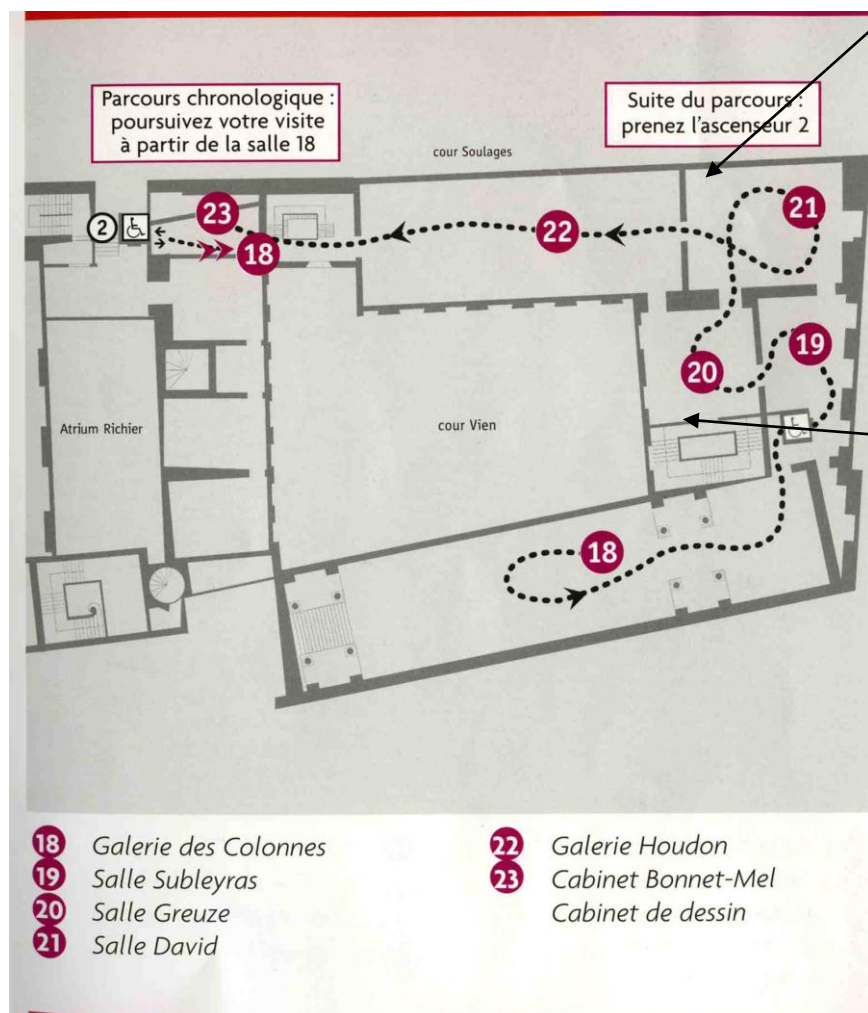 Parcours chronologique :
poursuivez votre visite
à partir de la salle 18
Suite du parcours :
prenez l'ascenseur 2
cour Soulages
2
23
18
22
21
20
19
Atrium Richier
cour Vien
18
18 Galerie des Colonnes
19 Salle Subleyras
20 Salle Greuze
21 Salle David
22 Galerie Houdon
23 Cabinet Bonnet-Mel
Cabinet de dessin